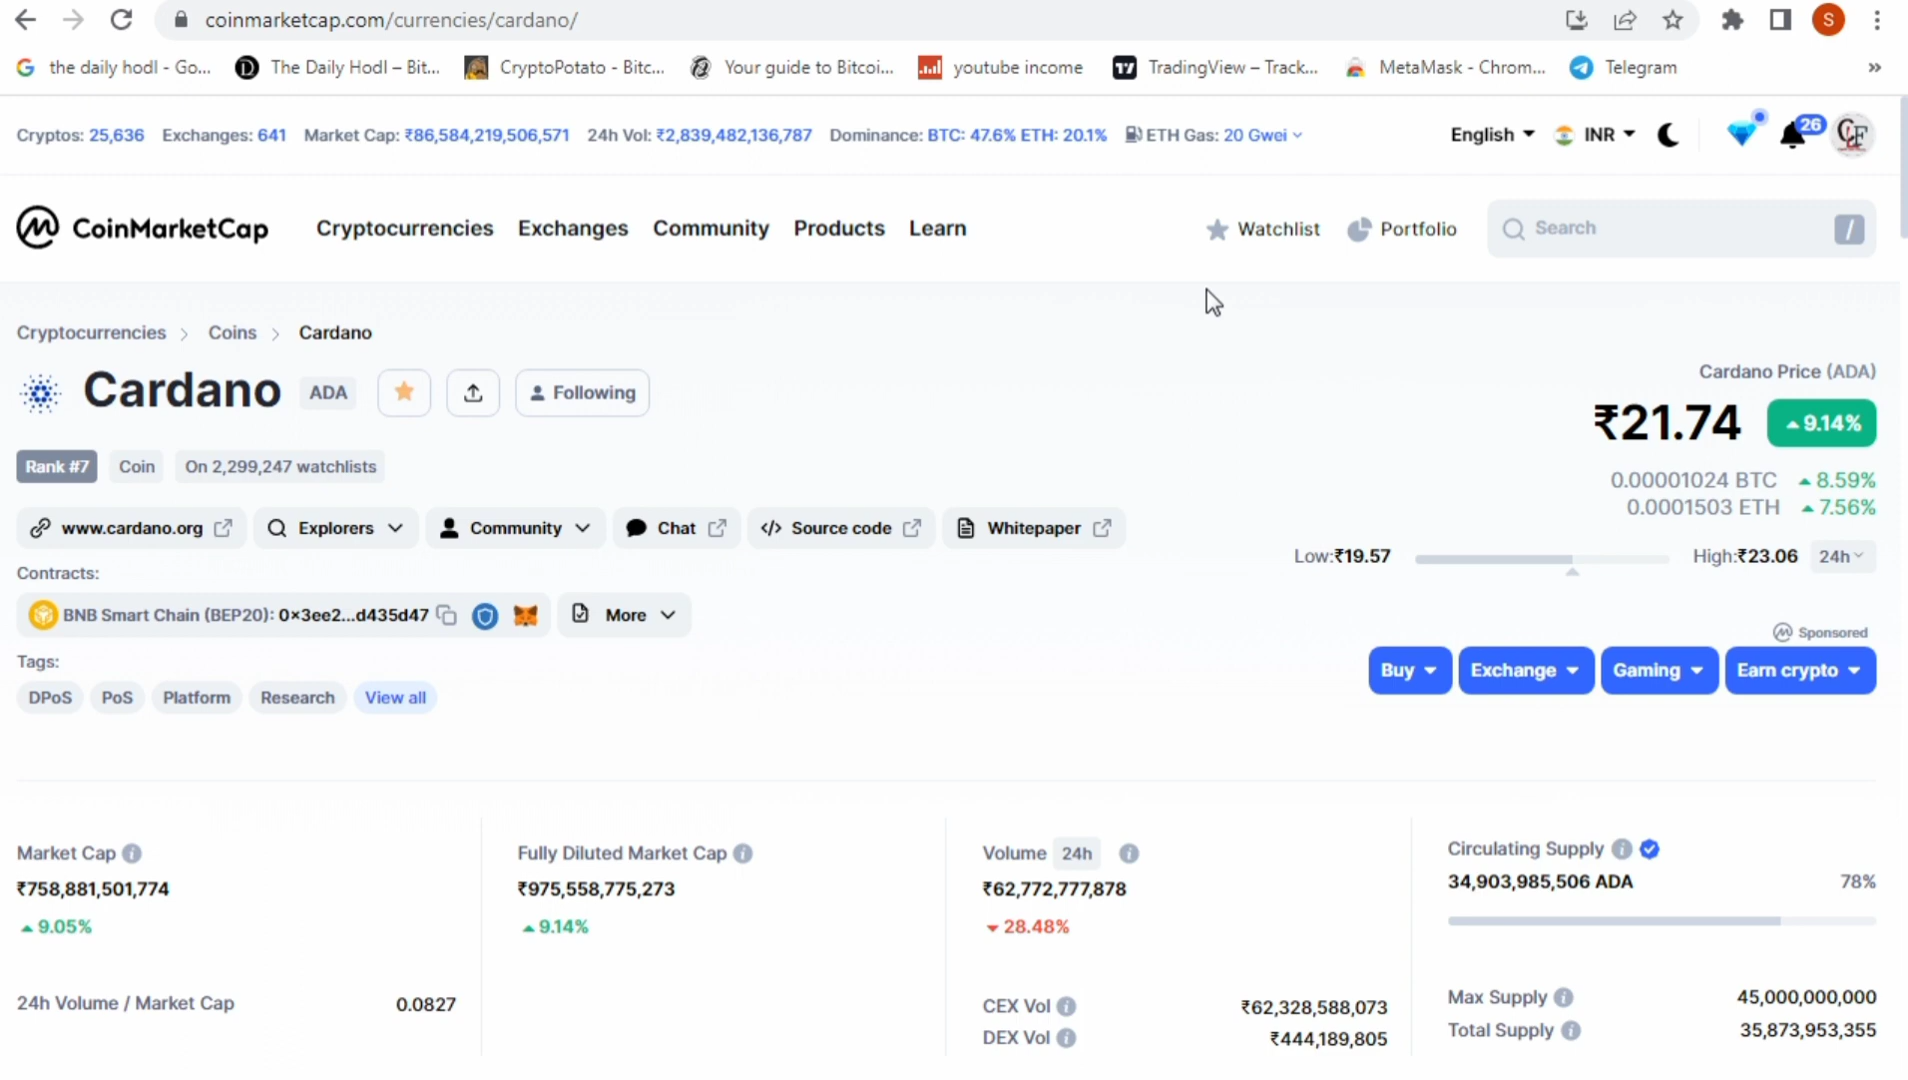 coinmarketcap.com/currencies/cardano/
S
the daily hodl - Go... The Daily Hodl – Bit... CryptoPotato - Bitc... Your guide to Bitcoi... youtube income TradingView – Track... MetaMask - Chrom... Telegram »
Cryptos: 25,636 Exchanges: 641 Market Cap: ₹86,584,219,506,571 24h Vol: ₹2,839,482,136,787 Dominance: BTC: 47.6% ETH: 20.1% ETH Gas: 20 Gwei English INR 26
CoinMarketCap Cryptocurrencies Exchanges Community Products Learn Watchlist Portfolio Search /
Cryptocurrencies > Coins > Cardano
Cardano ADA Following
Cardano Price (ADA)
₹21.74 9.14%
Rank #7 Coin On 2,299,247 watchlists
0.00001024 BTC 8.59%
0.0001503 ETH 7.56%
www.cardano.org Explorers Community Chat </> Source code Whitepaper
Low:₹19.57 High:₹23.06 24h
Contracts:
BNB Smart Chain (BEP20): 0×3ee2...d435d47 More
Sponsored
Tags:
Buy Exchange Gaming Earn crypto
DPoS PoS Platform Research View all
Market Cap
₹758,881,501,774
9.05%
24h Volume / Market Cap 0.0827
Fully Diluted Market Cap
₹975,558,775,273
9.14%
Volume 24h
₹62,772,777,878
28.48%
CEX Vol ₹62,328,588,073
DEX Vol ₹444,189,805
Circulating Supply
34,903,985,506 ADA 78%
Max Supply 45,000,000,000
Total Supply 35,873,953,355